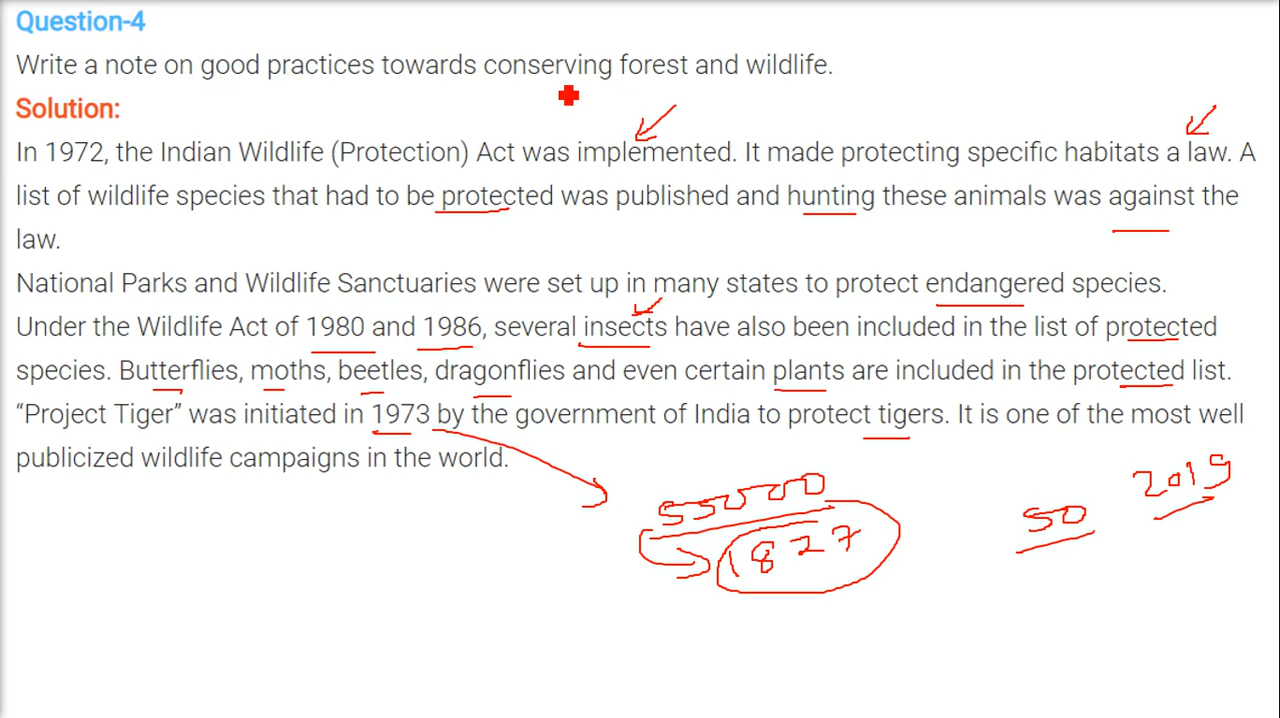 Question-4
Write a note on good practices towards conserving forest and wildlife.
Solution:
In 1972, the Indian Wildlife (Protection) Act was implemented. It made protecting specific habitats a law. A
list of wildlife species that had to be protected was published and hunting these animals was against the
law.
National Parks and Wildlife Sanctuaries were set up in many states to protect endangered species.
Under the Wildlife Act of 1980 and 1986, several insects have also been included in the list of protected
species. Butterflies, moths, beetles, dragonflies and even certain plants are included in the protected list.
“Project Tiger” was initiated in 1973 by the government of India to protect tigers. It is one of the most well
publicized wildlife campaigns in the world.
55000
1827
50
2019